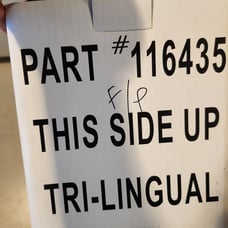 PART #116435
F/P
THIS SIDE UP
TRI-LINGUAL